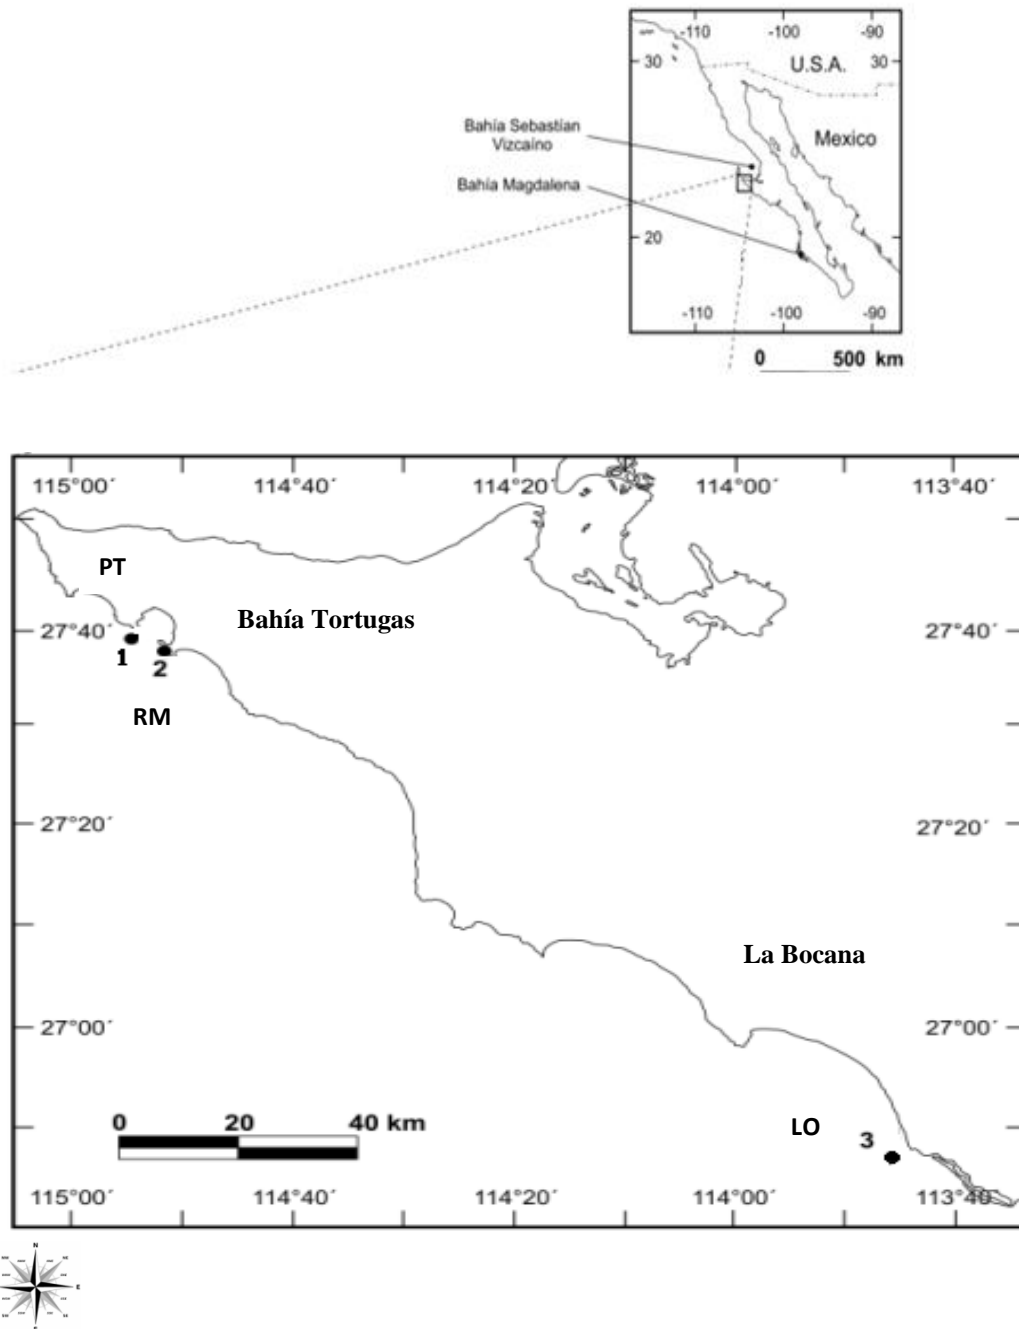 -110 -100 -90
30 U.S.A. 30
Bahía Sebastían
Vizcaíno
Mexico
Bahía Magdalena
20
-110 -100 -90
0 500 km
115°00´ 114°40´ 114°20´ 114°00´ 113°40´
PT
Bahía Tortugas
27°40´ 27°40´
1 2
RM
27°20´ 27°20´
La Bocana
27°00´ 27°00´
0 20 40 km
LO 3
115°00´ 114°40´ 114°20´ 114°00´ 113°40´
N
E